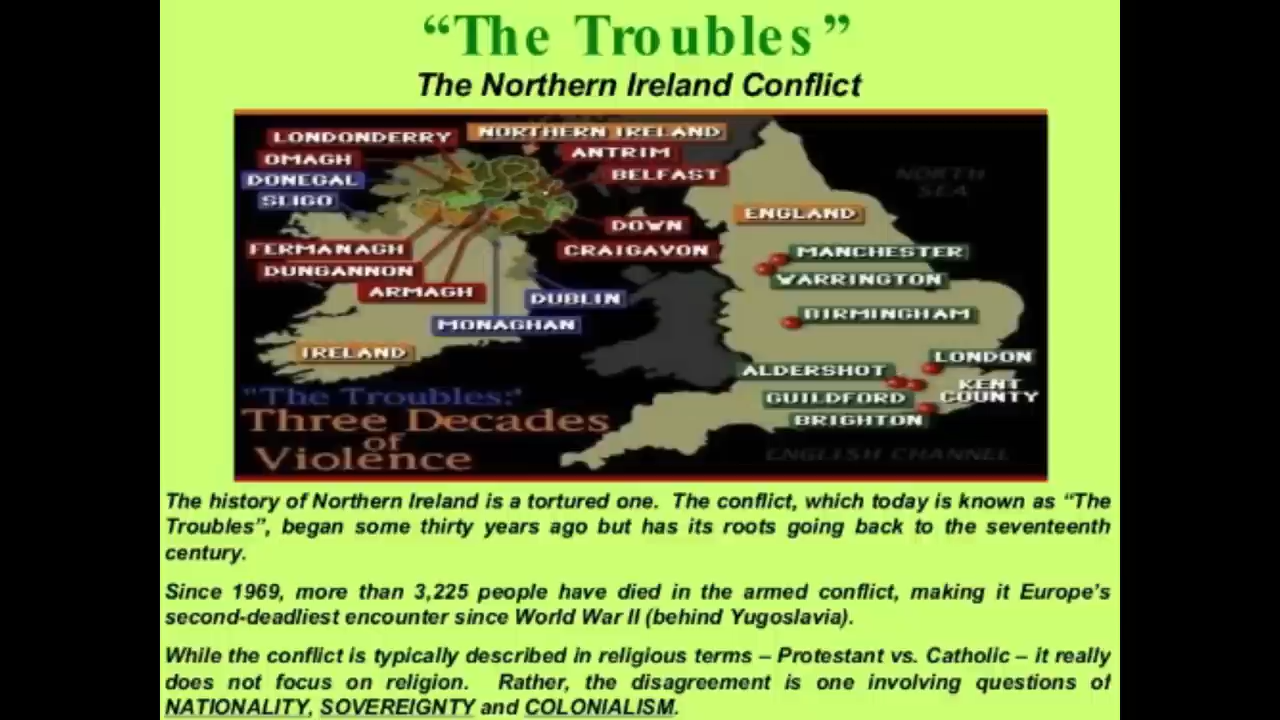 “The Troubles”
The Northern Ireland Conflict
LONDONDERRY
NORTHERN IRELAND
OMAGH
ANTRIM
DONEGAL
BELFAST
SLIGO
NORTH
SEA
DOWN
ENGLAND
FERMANAGH
CRAIGAVON
MANCHESTER
DUNGANNON
WARRINGTON
ARMAGH
DUBLIN
MONAGHAN
BIRMINGHAM
IRELAND
LONDON
ALDERSHOT
KENT
COUNTY
GUILDFORD
BRIGHTON
"The Troubles:"
Three Decades
of
Violence
ENGLISH CHANNEL
The history of Northern Ireland is a tortured one. The conflict, which today is known as “The
Troubles”, began some thirty years ago but has its roots going back to the seventeenth
century.
Since 1969, more than 3,225 people have died in the armed conflict, making it Europe’s
second-deadliest encounter since World War II (behind Yugoslavia).
While the conflict is typically described in religious terms – Protestant vs. Catholic – it really
does not focus on religion. Rather, the disagreement is one involving questions of
NATIONALITY, SOVEREIGNTY and COLONIALISM.